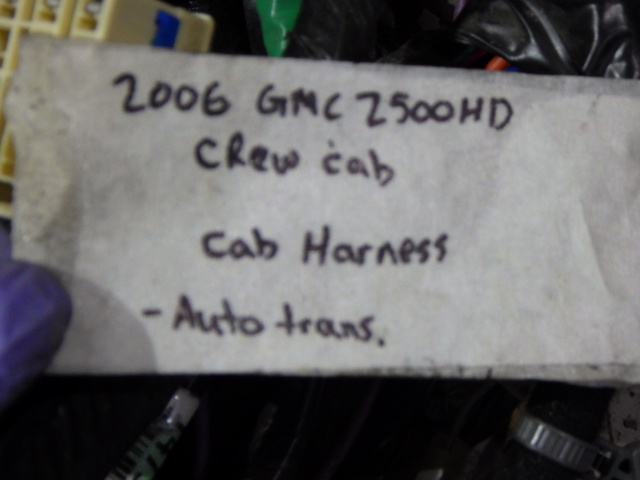 2006 GMC 2500HD
CRew cab
cab Harness
- Auto trans.